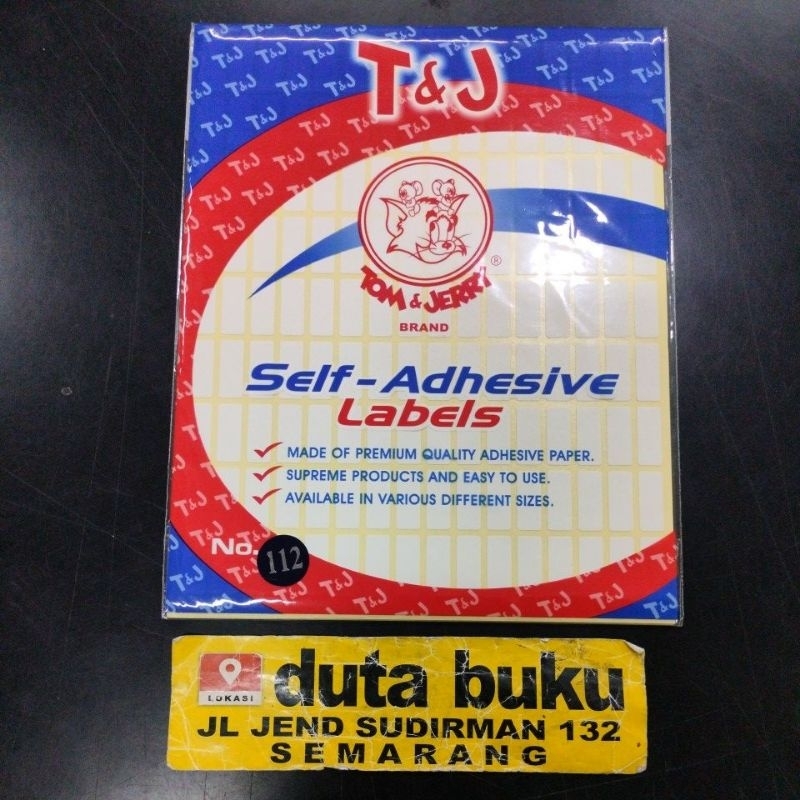 T&J
TOM & JERRY
®
BRAND
Self-Adhesive
Labels
MADE OF PREMIUM QUALITY ADHESIVE PAPER.
SUPREME PRODUCTS AND EASY TO USE.
AVAILABLE IN VARIOUS DIFFERENT SIZES.
No. 112
LOKASI
duta buku
JL JEND SUDIRMAN 132
SEMARANG